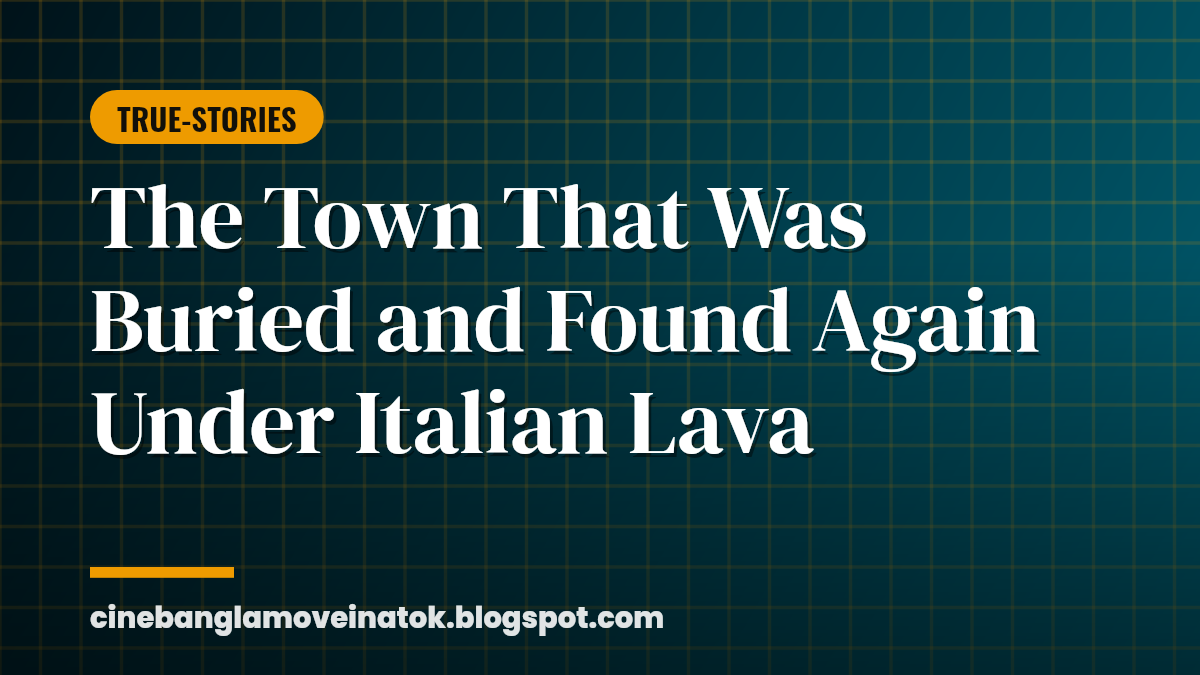 TRUE-STORIES
The Town That Was
Buried and Found Again
Under Italian Lava
cinebanglamoveinatok.blogspot.com